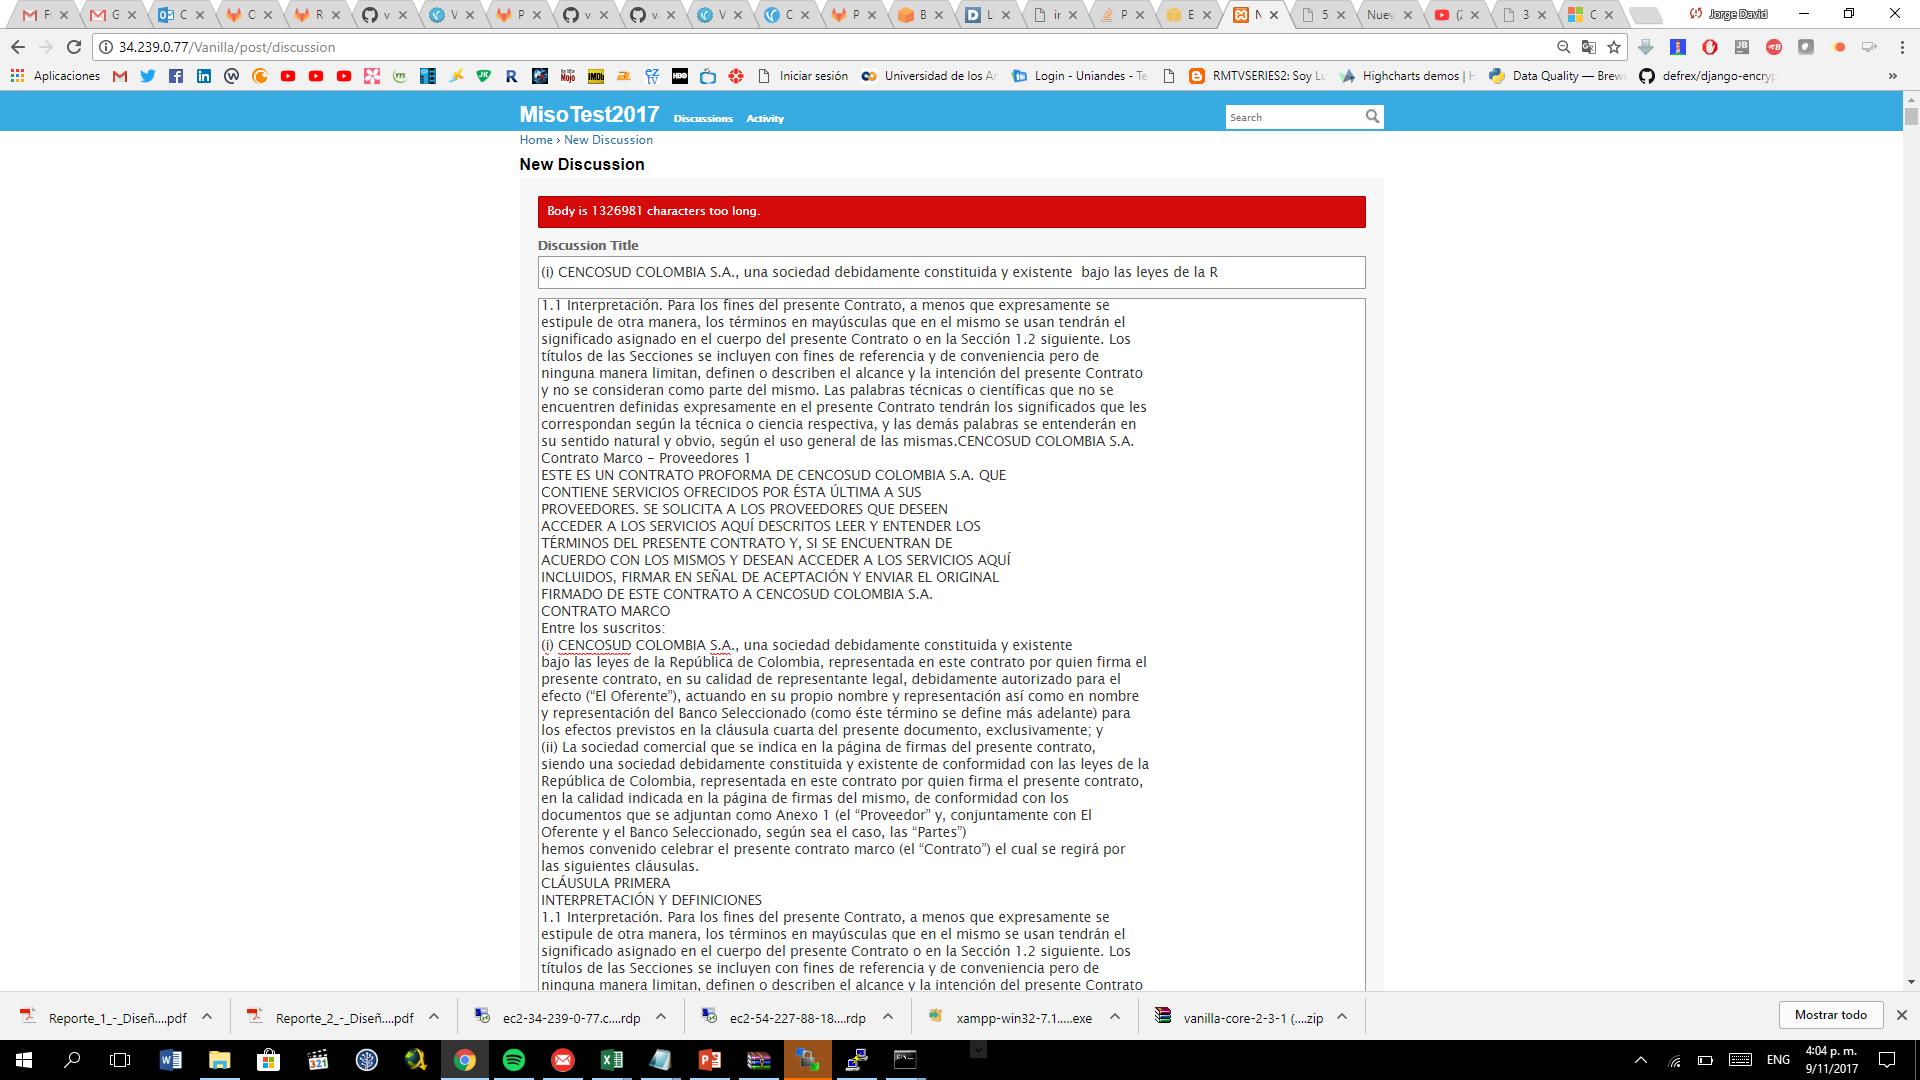 Jorge David
34.239.0.77/Vanilla/post/discussion
Aplicaciones
Iniciar sesión
Universidad de los Ar
Login - Uniandes - Te
RMTVSERIES2: Soy Lu
Highcharts demos | H
Data Quality — Brew
defrex/django-encryp
MisoTest2017 Discussions Activity
Search
Home › New Discussion
New Discussion
Body is 1326981 characters too long.
Discussion Title
(i) CENCOSUD COLOMBIA S.A., una sociedad debidamente constituida y existente  bajo las leyes de la R
1.1 Interpretación. Para los fines del presente Contrato, a menos que expresamente se
estipule de otra manera, los términos en mayúsculas que en el mismo se usan tendrán el
significado asignado en el cuerpo del presente Contrato o en la Sección 1.2 siguiente. Los
títulos de las Secciones se incluyen con fines de referencia y de conveniencia pero de
ninguna manera limitan, definen o describen el alcance y la intención del presente Contrato
y no se consideran como parte del mismo. Las palabras técnicas o científicas que no se
encuentren definidas expresamente en el presente Contrato tendrán los significados que les
correspondan según la técnica o ciencia respectiva, y las demás palabras se entenderán en
su sentido natural y obvio, según el uso general de las mismas.CENCOSUD COLOMBIA S.A.
Contrato Marco – Proveedores 1
ESTE ES UN CONTRATO PROFORMA DE CENCOSUD COLOMBIA S.A. QUE
CONTIENE SERVICIOS OFRECIDOS POR ÉSTA ÚLTIMA A SUS
PROVEEDORES. SE SOLICITA A LOS PROVEEDORES QUE DESEEN
ACCEDER A LOS SERVICIOS AQUÍ DESCRITOS LEER Y ENTENDER LOS
TÉRMINOS DEL PRESENTE CONTRATO Y, SI SE ENCUENTRAN DE
ACUERDO CON LOS MISMOS Y DESEAN ACCEDER A LOS SERVICIOS AQUÍ
INCLUIDOS, FIRMAR EN SEÑAL DE ACEPTACIÓN Y ENVIAR EL ORIGINAL
FIRMADO DE ESTE CONTRATO A CENCOSUD COLOMBIA S.A.
CONTRATO MARCO
Entre los suscritos:
(i) CENCOSUD COLOMBIA S.A., una sociedad debidamente constituida y existente
bajo las leyes de la República de Colombia, representada en este contrato por quien firma el
presente contrato, en su calidad de representante legal, debidamente autorizado para el
efecto (“El Oferente”), actuando en su propio nombre y representación así como en nombre
y representación del Banco Seleccionado (como éste término se define más adelante) para
los efectos previstos en la cláusula cuarta del presente documento, exclusivamente; y
(ii) La sociedad comercial que se indica en la página de firmas del presente contrato,
siendo una sociedad debidamente constituida y existente de conformidad con las leyes de la
República de Colombia, representada en este contrato por quien firma el presente contrato,
en la calidad indicada en la página de firmas del mismo, de conformidad con los
documentos que se adjuntan como Anexo 1 (el “Proveedor” y, conjuntamente con El
Oferente y el Banco Seleccionado, según sea el caso, las “Partes”)
hemos convenido celebrar el presente contrato marco (el “Contrato”) el cual se regirá por
las siguientes cláusulas.
CLÁUSULA PRIMERA
INTERPRETACIÓN Y DEFINICIONES
1.1 Interpretación. Para los fines del presente Contrato, a menos que expresamente se
estipule de otra manera, los términos en mayúsculas que en el mismo se usan tendrán el
significado asignado en el cuerpo del presente Contrato o en la Sección 1.2 siguiente. Los
títulos de las Secciones se incluyen con fines de referencia y de conveniencia pero de
ninguna manera limitan, definen o describen el alcance y la intención del presente Contrato
Reporte_1_-_Diseñ....pdf
Reporte_2_-_Diseñ....pdf
ec2-34-239-0-77.c....rdp
ec2-54-227-88-18....rdp
xampp-win32-7.1.....exe
vanilla-core-2-3-1 (....zip
Mostrar todo
ENG
4:04 p. m.
9/11/2017